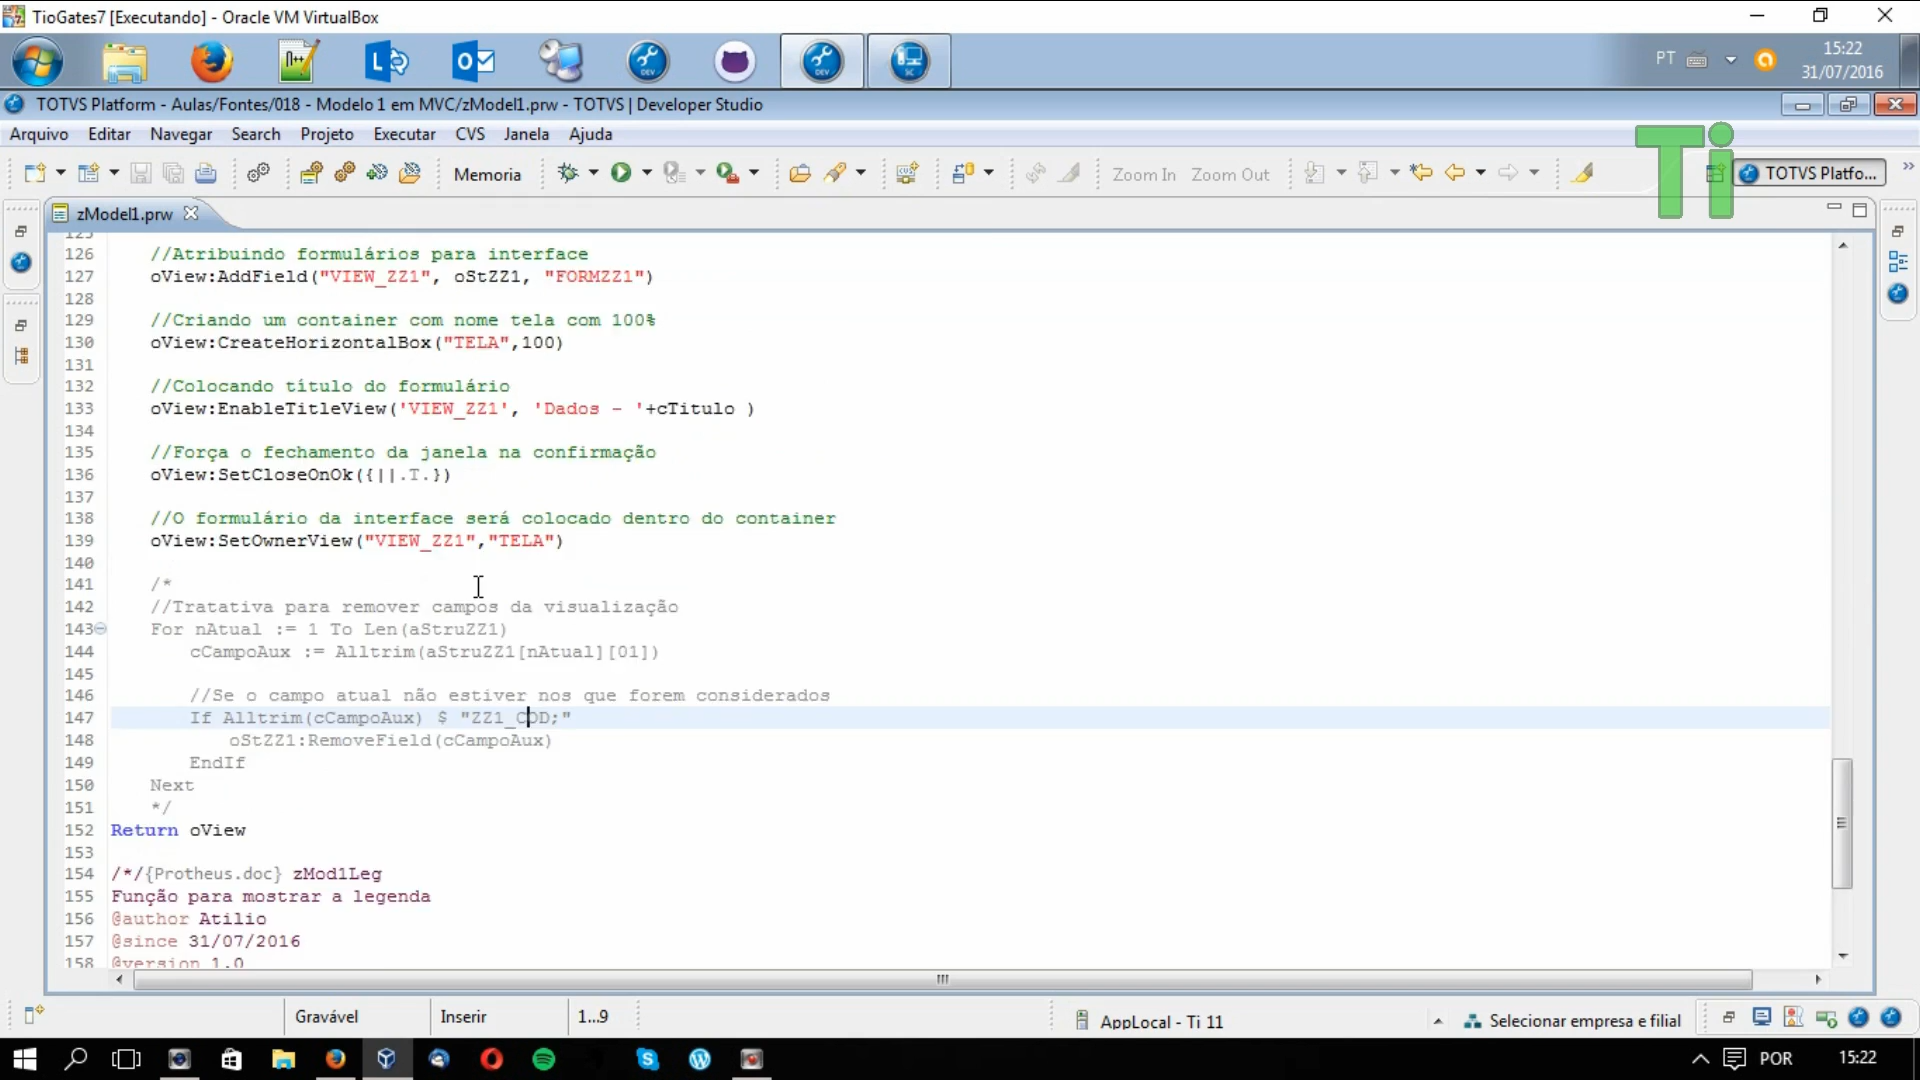 TioGates7 [Executando] - Oracle VM VirtualBox
PT
15:22
31/07/2016
TOTVS Platform - Aulas/Fontes/018 - Modelo 1 em MVC/zModel1.prw - TOTVS | Developer Studio
Arquivo Editar Navegar Search Projeto Executar CVS Janela Ajuda
Memoria
Zoom In Zoom Out
Ti
TOTVS Platfo...
zModel1.prw
125
126 //Atribuindo formulários para interface
127 oView:AddField("VIEW_ZZ1", oStZZ1, "FORMZZ1")
128
129 //Criando um container com nome tela com 100%
130 oView:CreateHorizontalBox("TELA",100)
131
132 //Colocando título do formulário
133 oView:EnableTitleView('VIEW_ZZ1', 'Dados - '+cTitulo )
134
135 //Força o fechamento da janela na confirmação
136 oView:SetCloseOnOk({||.T.})
137
138 //O formulário da interface será colocado dentro do container
139 oView:SetOwnerView("VIEW_ZZ1","TELA")
140
141 /*
142 //Tratativa para remover campos da visualização
143 For nAtual := 1 To Len(aStruZZ1)
144 cCampoAux := Alltrim(aStruZZ1[nAtual][01])
145
146 //Se o campo atual não estiver nos que forem considerados
147 If Alltrim(cCampoAux) $ "ZZ1_COD;"
148 oStZZ1:RemoveField(cCampoAux)
149 EndIf
150 Next
151 */
152 Return oView
153
154 /*/{Protheus.doc} zMod1Leg
155 Função para mostrar a legenda
156 @author Atilio
157 @since 31/07/2016
158 @version 1.0
Gravável Inserir 1...9 AppLocal - Ti 11 Selecionar empresa e filial
POR 15:22